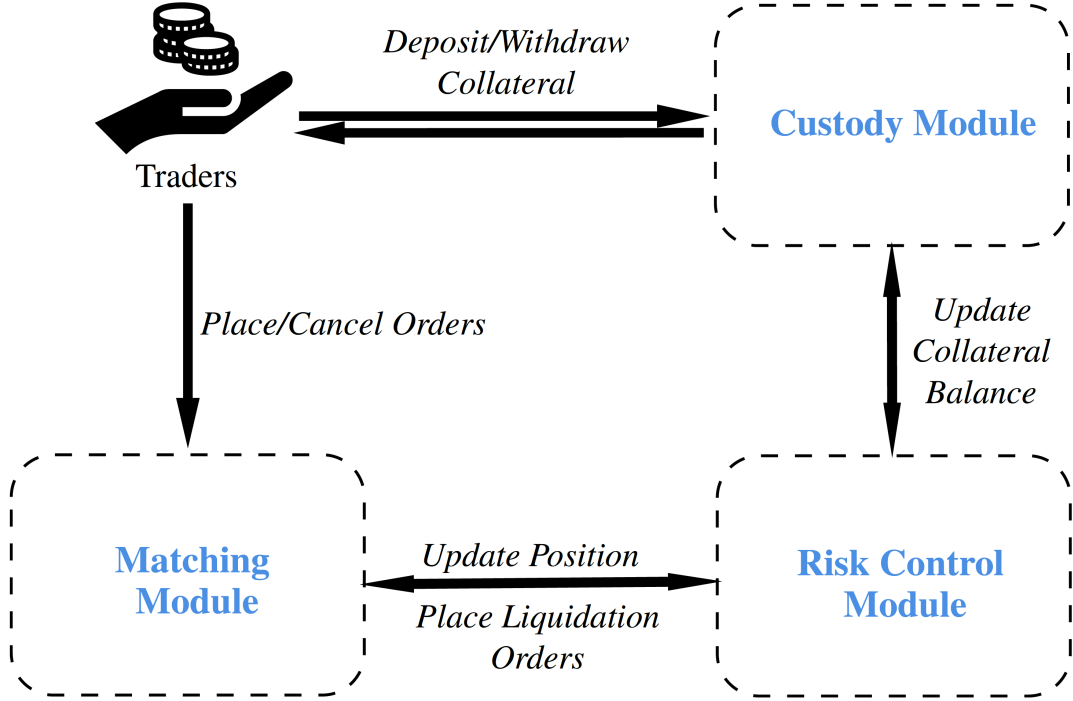 Deposit/Withdraw
Collateral
Custody Module
Traders
Place/Cancel Orders
Update
Collateral
Balance
Matching
Module
Update Position
Place Liquidation
Orders
Risk Control
Module